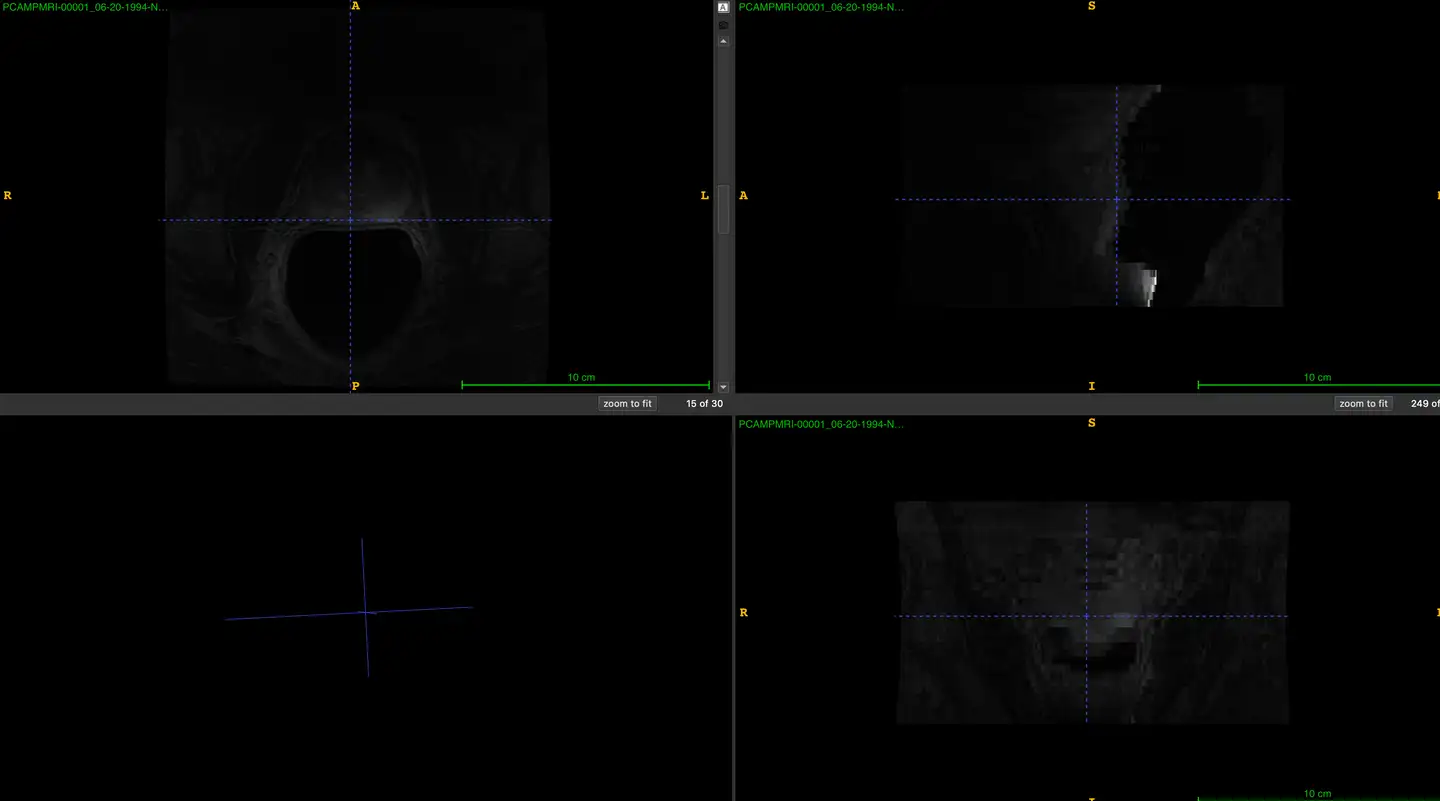 PCAMPMRI-00001_06-20-1994-N...
A
A
R
L
P
10 cm
zoom to fit
15 of 30
PCAMPMRI-00001_06-20-1994-N...
S
A
I
10 cm
zoom to fit
249 of
PCAMPMRI-00001_06-20-1994-N...
S
R
10 cm